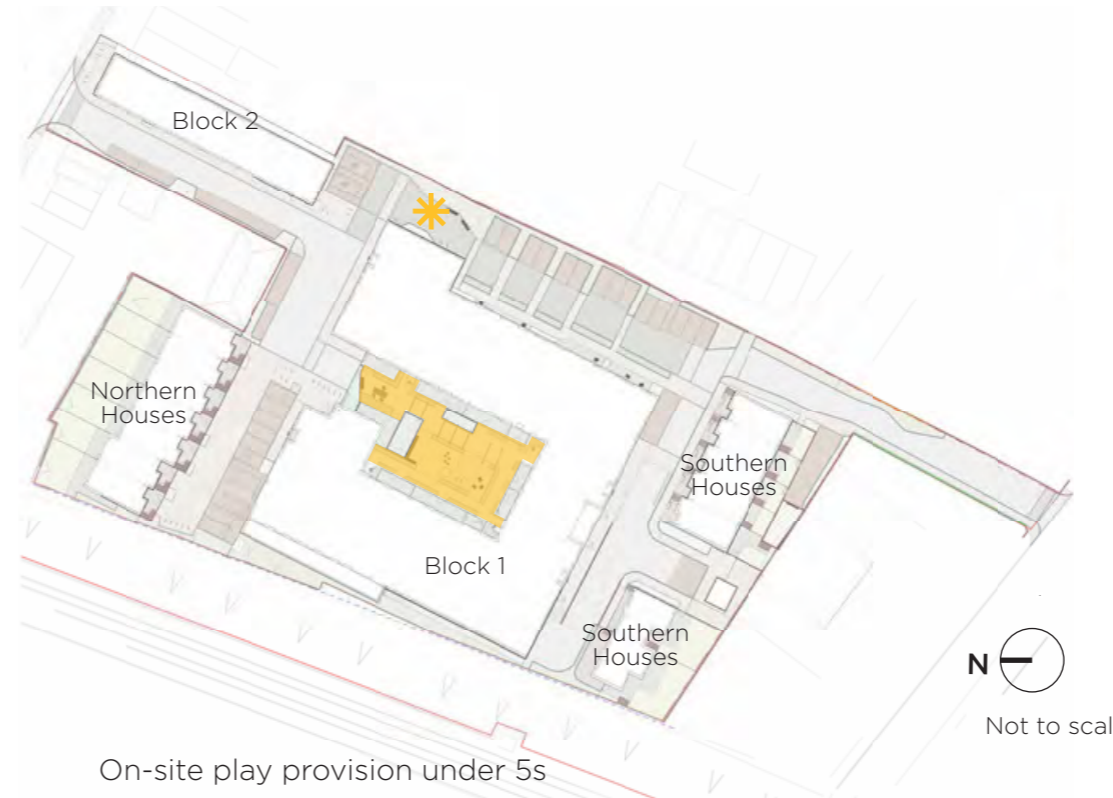 Block 2
Northern
Houses
Southern
Houses
Block 1
Southern
Houses
N
Not to scal
On-site play provision under 5s